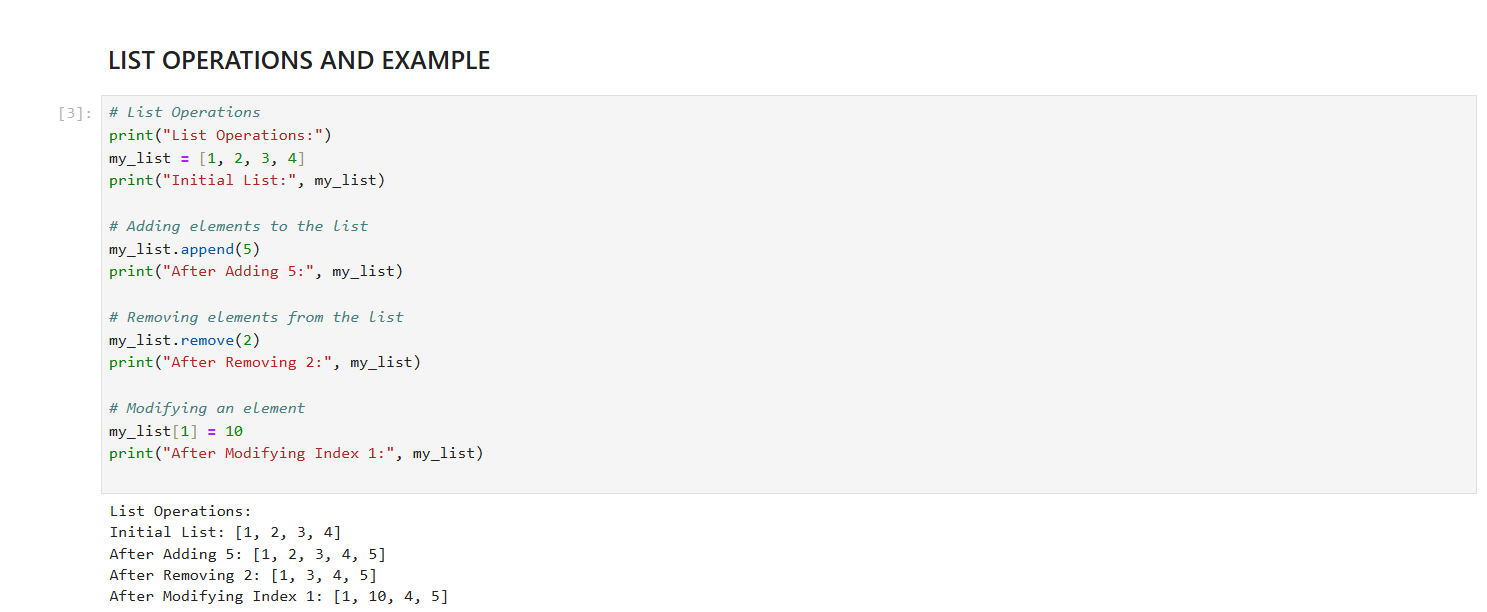 LIST OPERATIONS AND EXAMPLE
[3]:
# List Operations
print("List Operations:")
my_list = [1, 2, 3, 4]
print("Initial List:", my_list)
# Adding elements to the list
my_list.append(5)
print("After Adding 5:", my_list)
# Removing elements from the list
my_list.remove(2)
print("After Removing 2:", my_list)
# Modifying an element
my_list[1] = 10
print("After Modifying Index 1:", my_list)
List Operations:
Initial List: [1, 2, 3, 4]
After Adding 5: [1, 2, 3, 4, 5]
After Removing 2: [1, 3, 4, 5]
After Modifying Index 1: [1, 10, 4, 5]